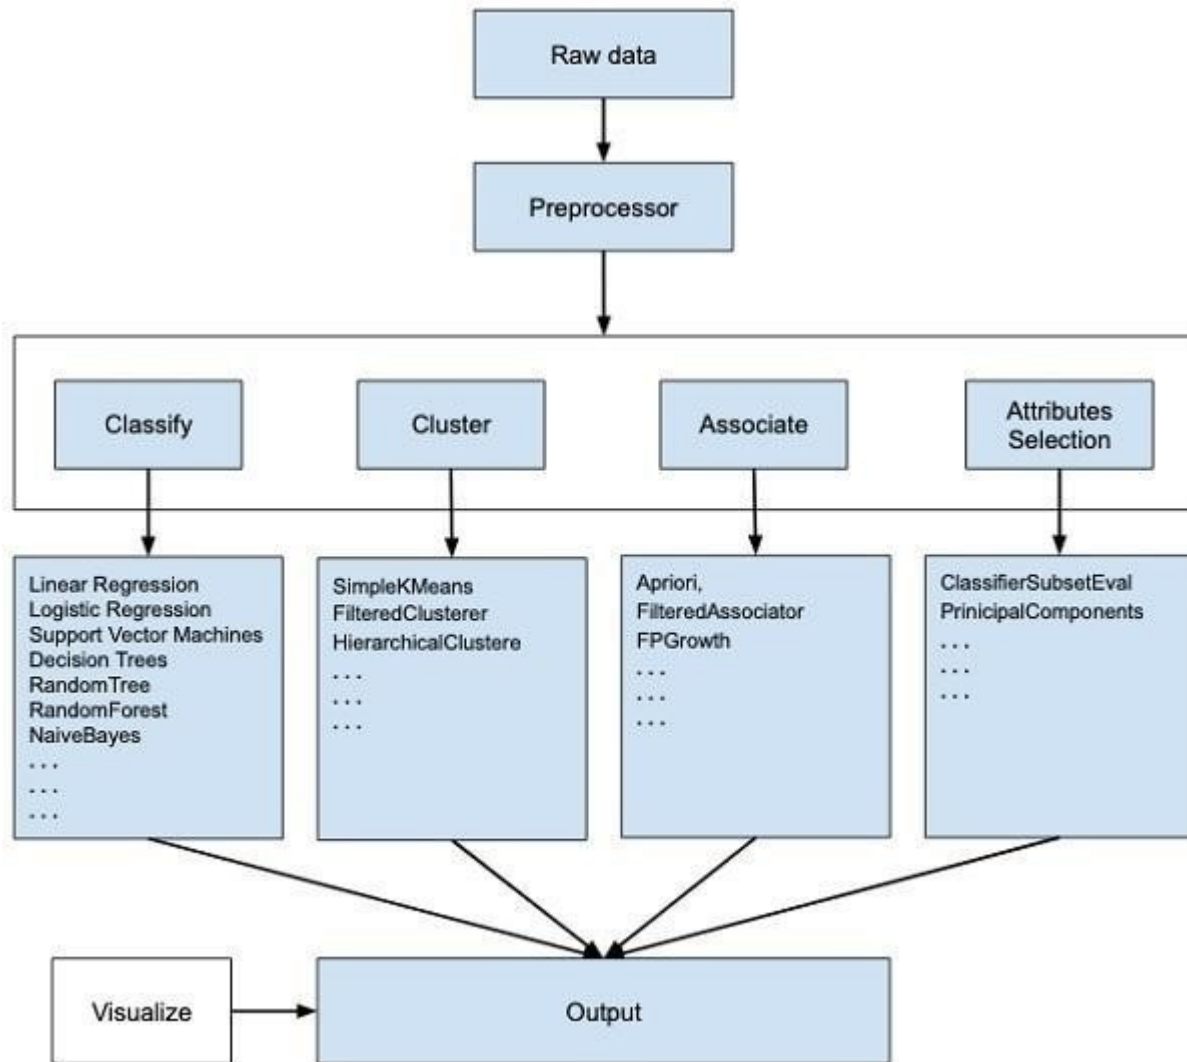 Raw data
Preprocessor
Classify
Cluster
Associate
Attributes
Selection
Linear Regression
Logistic Regression
Support Vector Machines
Decision Trees
RandomTree
RandomForest
NaiveBayes
. . .
. . .
. . .
SimpleKMeans
FilteredClusterer
HierarchicalClustere
. . .
. . .
. . .
Apriori,
FilteredAssociator
FPGrowth
. . .
. . .
. . .
ClassifierSubsetEval
PrinicipalComponents
. . .
. . .
. . .
Visualize
Output